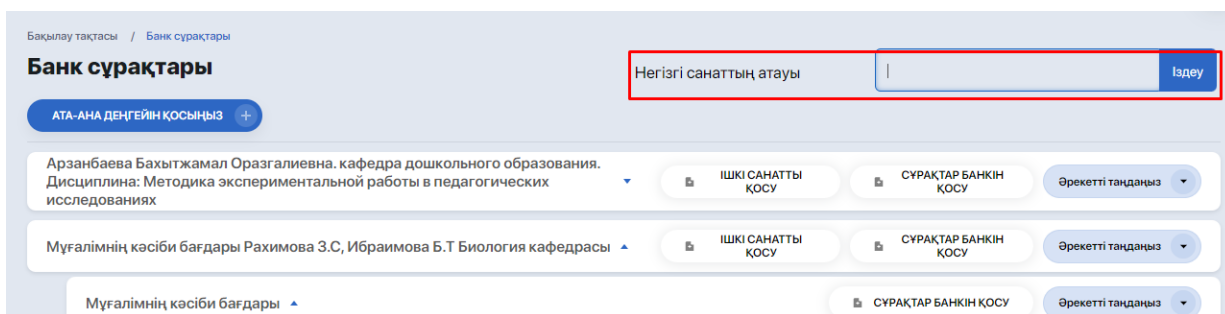 Бақылау тақтасы / Банк сұрақтары
Банк сұрақтары
Негізгі санаттың атауы
Іздеу
АТА-АНА ДЕҢГЕЙІН ҚОСЫҢЫЗ +
Арзанбаева Бахытжамал Оразгалиевна. кафедра дошкольного образования.
Дисциплина: Методика экспериментальной работы в педагогических
исследованиях
ІШКІ САНАТТЫ
ҚОСУ
СҰРАҚТАР БАНКІН
ҚОСУ
Әрекетті таңдаңыз
Мұғалімнің кәсіби бағдары Рахимова З.С, Ибраимова Б.Т Биология кафедрасы
ІШКІ САНАТТЫ
ҚОСУ
СҰРАҚТАР БАНКІН
ҚОСУ
Әрекетті таңдаңыз
Мұғалімнің кәсіби бағдары
СҰРАҚТАР БАНКІН ҚОСУ
Әрекетті таңдаңыз